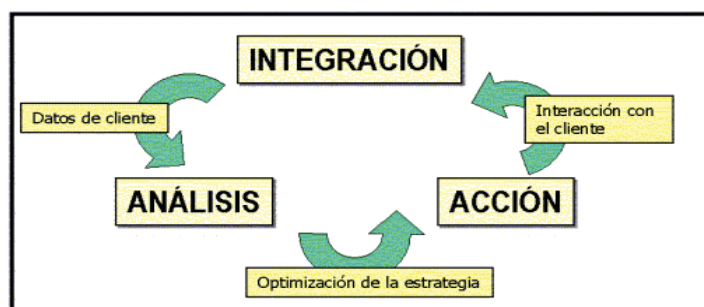 INTEGRACIÓN
Datos de cliente
Interacción con
el cliente
ANÁLISIS
ACCIÓN
Optimización de la estrategia